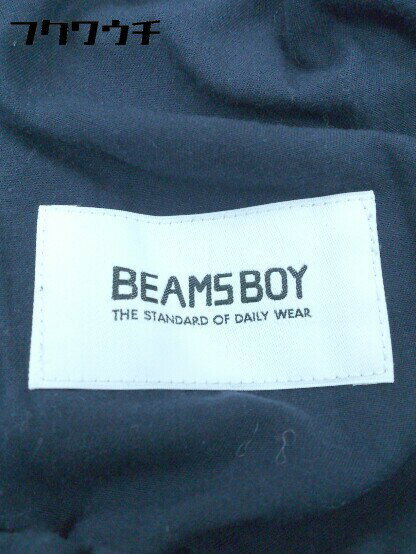 フクワウチ
BEAMS BOY
THE STANDARD OF DAILY WEAR